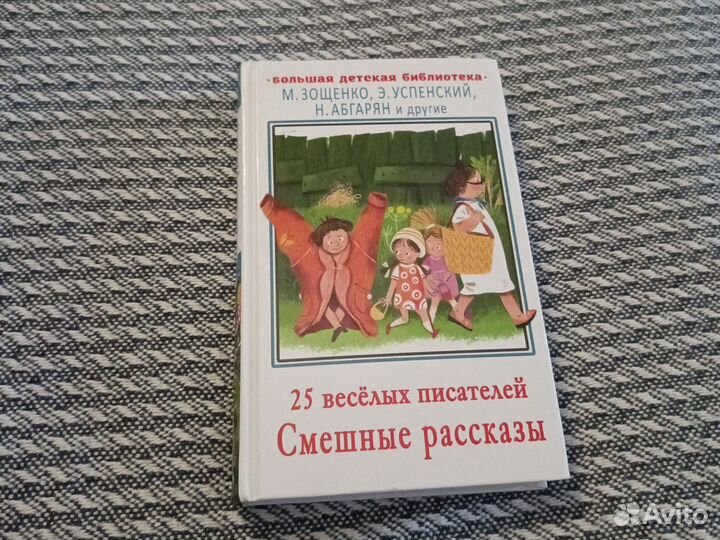 • Большая детская библиотека •
М. ЗОЩЕНКО, Э. УСПЕНСКИЙ,
Н. АБГАРЯН и другие
25 весёлых писателей
Смешные рассказы
Avito